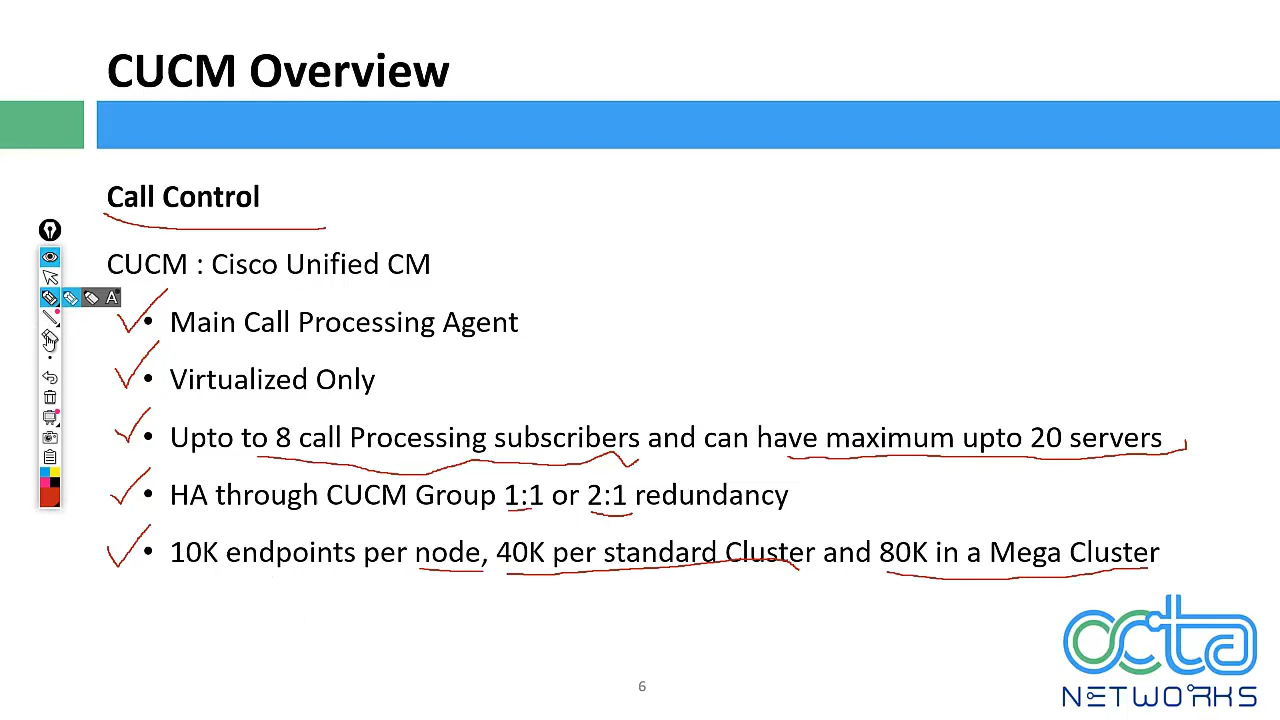 CUCM Overview
Call Control
CUCM : Cisco Unified CM
• Main Call Processing Agent
• Virtualized Only
• Upto to 8 call Processing subscribers and can have maximum upto 20 servers
• HA through CUCM Group 1:1 or 2:1 redundancy
• 10K endpoints per node, 40K per standard Cluster and 80K in a Mega Cluster
A
octa
NETWORKS
6